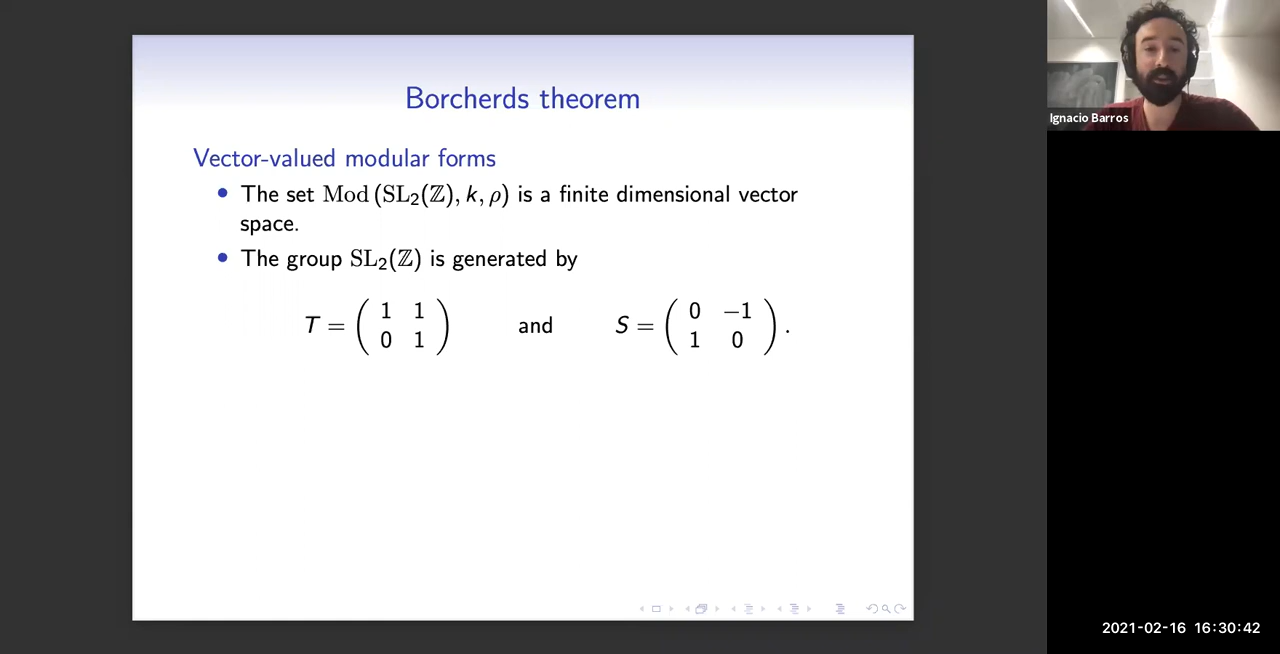 Borcherds theorem
Vector-valued modular forms
• The set Mod (SL₂(ℤ), k, ρ) is a finite dimensional vector
space.
• The group SL₂(ℤ) is generated by
T = ( 1 1 ; 0 1 ) and S = ( 0 −1 ; 1 0 ) .
Ignacio Barros
2021-02-16 16:30:42